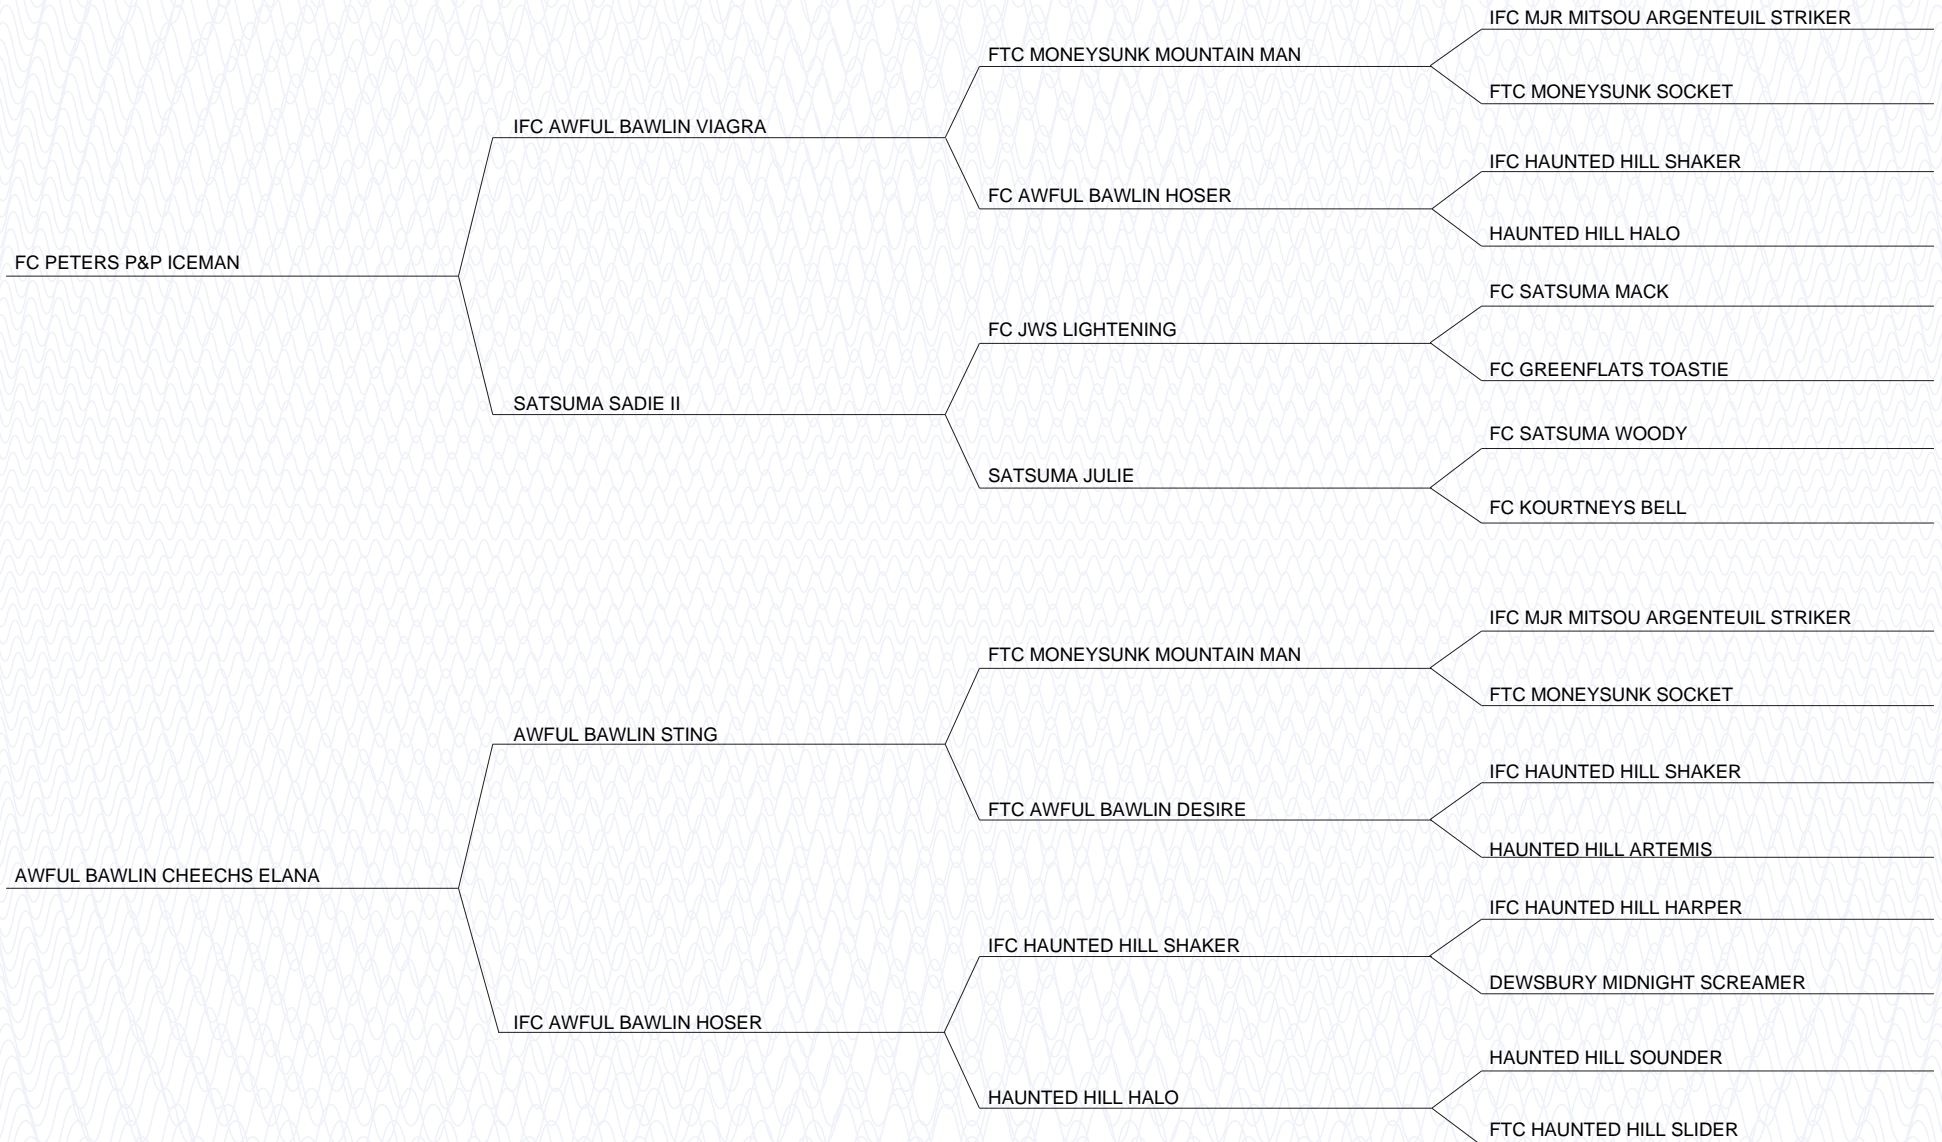 IFC MJR MITSOU ARGENTEUIL STRIKER
FTC MONEYSUNK MOUNTAIN MAN
FTC MONEYSUNK SOCKET
IFC AWFUL BAWLIN VIAGRA
IFC HAUNTED HILL SHAKER
FC AWFUL BAWLIN HOSER
HAUNTED HILL HALO
FC PETERS P&P ICEMAN
FC SATSUMA MACK
FC JWS LIGHTENING
FC GREENFLATS TOASTIE
SATSUMA SADIE II
FC SATSUMA WOODY
SATSUMA JULIE
FC KOURTNEYS BELL
IFC MJR MITSOU ARGENTEUIL STRIKER
FTC MONEYSUNK MOUNTAIN MAN
FTC MONEYSUNK SOCKET
AWFUL BAWLIN STING
IFC HAUNTED HILL SHAKER
FTC AWFUL BAWLIN DESIRE
HAUNTED HILL ARTEMIS
AWFUL BAWLIN CHEECHS ELANA
IFC HAUNTED HILL HARPER
IFC HAUNTED HILL SHAKER
DEWSBURY MIDNIGHT SCREAMER
IFC AWFUL BAWLIN HOSER
HAUNTED HILL SOUNDER
HAUNTED HILL HALO
FTC HAUNTED HILL SLIDER